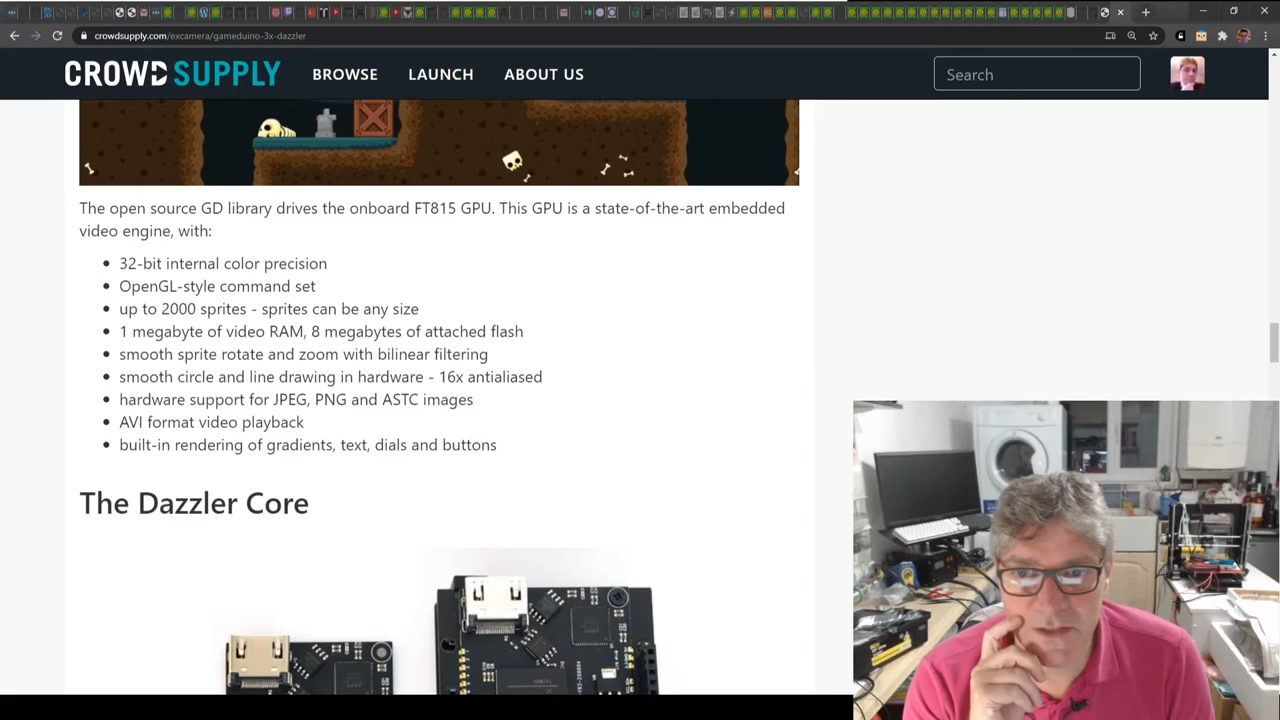 crowdsupply.com/excamera/gameduino-3x-dazzler
CROWD SUPPLY
BROWSE
LAUNCH
ABOUT US
Search
The open source GD library drives the onboard FT815 GPU. This GPU is a state-of-the-art embedded
video engine, with:
32-bit internal color precision
OpenGL-style command set
up to 2000 sprites - sprites can be any size
1 megabyte of video RAM, 8 megabytes of attached flash
smooth sprite rotate and zoom with bilinear filtering
smooth circle and line drawing in hardware - 16x antialiased
hardware support for JPEG, PNG and ASTC images
AVI format video playback
built-in rendering of gradients, text, dials and buttons
The Dazzler Core